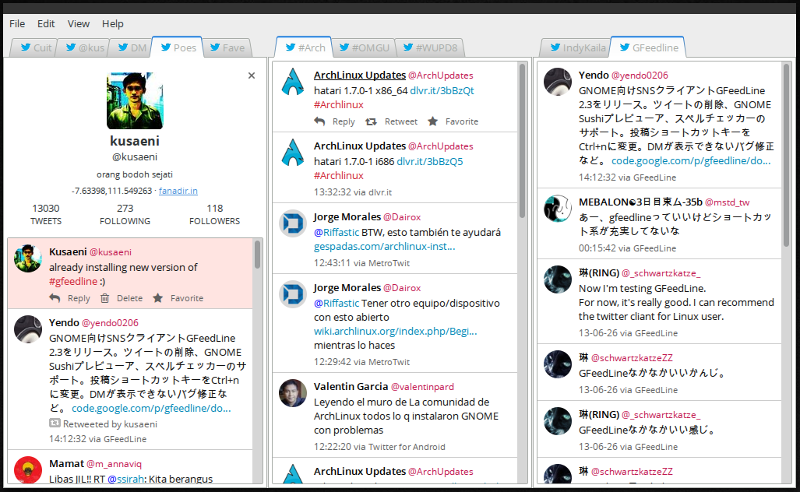 File Edit View Help
Cuit @kus DM Poes Fave
kusaeni
@kusaeni
orang bodoh sejati
-7.63398,111.549263 · fanadir.in
13030 273 118
TWEETS FOLLOWING FOLLOWERS
Kusaeni @kusaeni
already installing new version of
#gfeedline :)
Reply Delete Favorite
Yendo @yendo0206
GNOME向けSNSクライアントGFeedLine
2.3をリリース。ツイートの削除、GNOME
Sushiプレビューア、スペルチェッカーのサ
ポート。投稿ショートカットキーをCtrl+n
に変更。DMが表示できないバグ修正な
ど。 code.google.com/p/gfeedline/do...
Retweeted by kusaeni
14:12:32 via GFeedLine
Mamat @m_annaviq
Libas JIL!! RT @ssirah: Kita berangus
#Arch #OMGU #WUPD8
ArchLinux Updates @ArchUpdates
hatari 1.7.0-1 x86_64 dlvr.it/3bBzQt
#Archlinux
Reply Retweet Favorite
ArchLinux Updates @ArchUpdates
hatari 1.7.0-1 i686 dlvr.it/3bBzQ5
#Archlinux
13:32:32 via dlvr.it
Jorge Morales @Dairox
@Riffastic BTW, esto también te ayudará
gespadas.com/archlinux-inst...
12:43:11 via MetroTwit
Jorge Morales @Dairox
@Riffastic Tener otro equipo/dispositivo
con esto abierto
wiki.archlinux.org/index.php/Begi...
mientras lo haces
12:29:42 via MetroTwit
Valentin Garcia @valentinpard
Leyendo el muro de La comunidad de
ArchLinux todos lo q instalaron GNOME
con problemas
12:22:20 via Twitter for Android
ArchLinux Updates @ArchUpdates
IndyKaila GFeedline
Yendo @yendo0206
GNOME向けSNSクライアントGFeedLine
2.3をリリース。ツイートの削除、GNOME
Sushiプレビューア、スペルチェッカーの
サポート。投稿ショートカットキーを
Ctrl+nに変更。DMが表示できないバグ修正
など。 code.google.com/p/gfeedline/do...
14:12:32 via GFeedLine
MEBALON☯3日目東ム-35b @mstd_tw
あー、gfeedlineっていいけどショートカッ
ト系が充実してないな
00:15:42 via GFeedLine
琳(RING) @_schwartzkatze_
Now I'm testing GFeedLine.
For now, it's really good. I can recommend
the twitter cliant for Linux user.
13-06-26 via GFeedLine
琳 @schwartzkatzeZZ
GFeedLineなかなかいいかんじ。
13-06-26 via GFeedLine
琳(RING) @_schwartzkatze_
GFeedLineなかなかいい感じ。
13-06-26 via GFeedLine
琳 @schwartzkatzeZZ